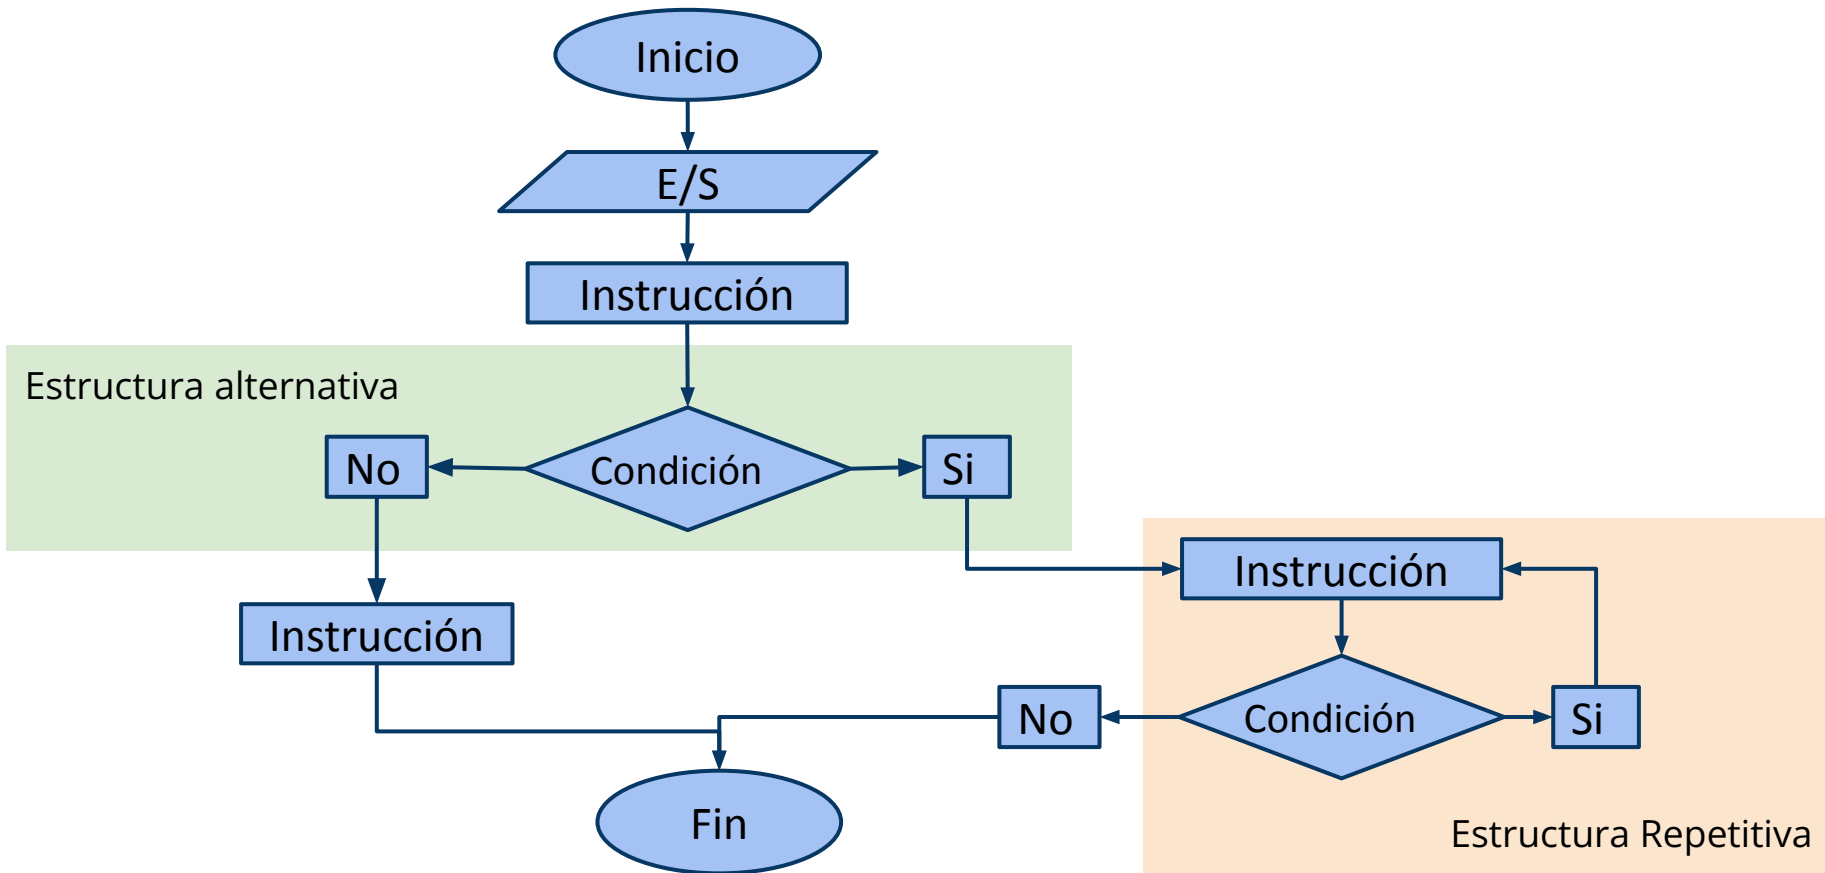 Inicio
E/S
Instrucción
Estructura alternativa
No
Condición
Si
Instrucción
Instrucción
No
Condición
Si
Fin
Estructura Repetitiva